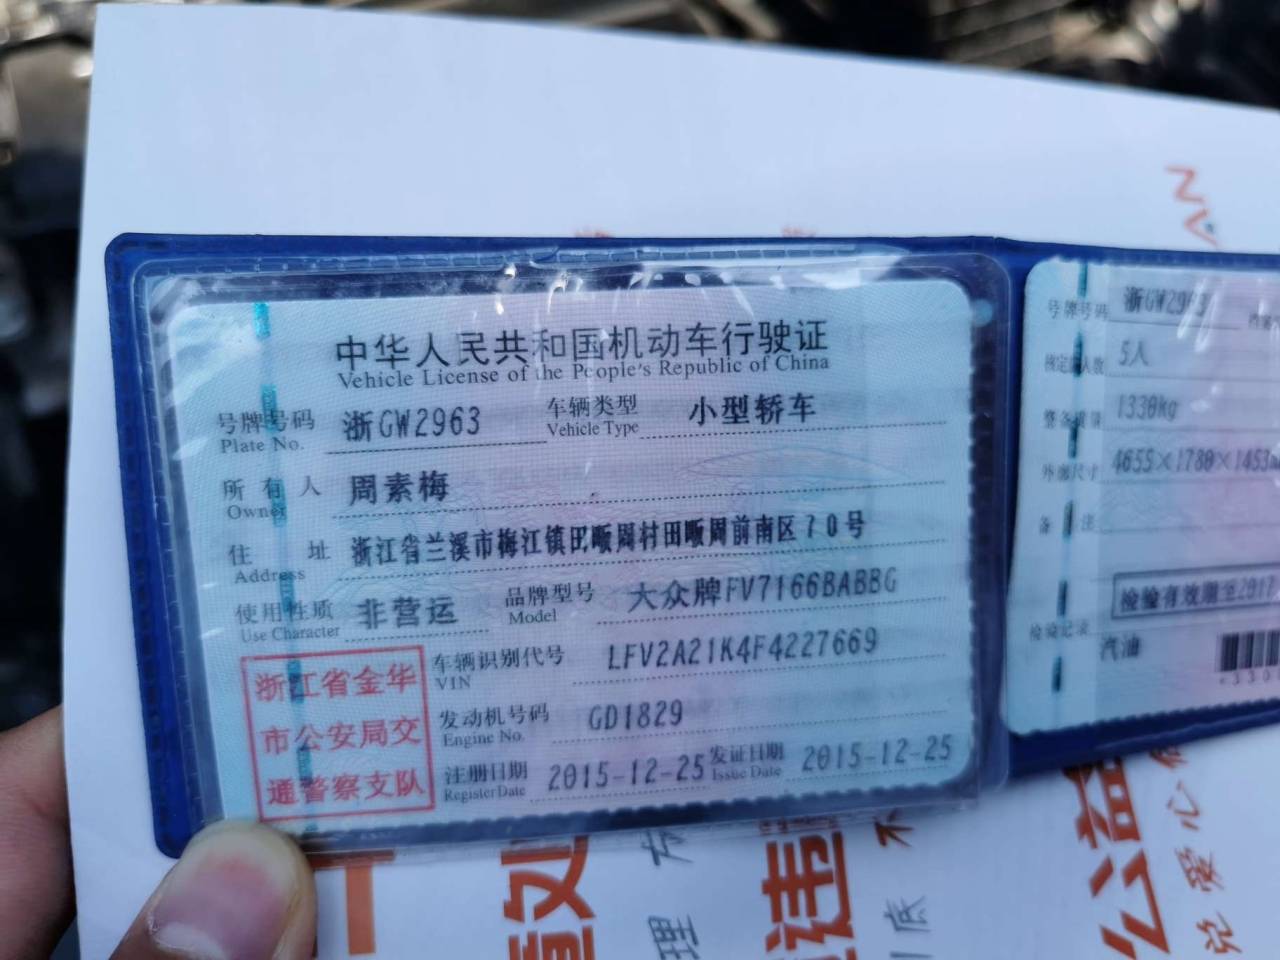 中华人民共和国机动车行驶证
Vehicle License of the People's Republic of China
号牌号码 浙GW2963 车辆类型 小型轿车
Plate No. Vehicle Type
所有人 周素梅
Owner
住址 浙江省兰溪市梅江镇田畈周村田畈周前南区70号
Address
使用性质 非营运 品牌型号 大众牌FV7166BABBG
Use Character Model
车辆识别代号 LFV2A21K4F4227669
VIN
发动机号码 GD1829
Engine No.
注册日期 2015-12-25 发证日期 2015-12-25
Register Date Issue Date
浙江省金华
市公安局交
通警察支队
号牌号码 浙GW2963
核定载人数 5人
整备质量 1330kg
外廓尺寸 4655×1780×1453
备注
检验有效期至2017
检验记录
汽油
理
违
底
公益
爱心